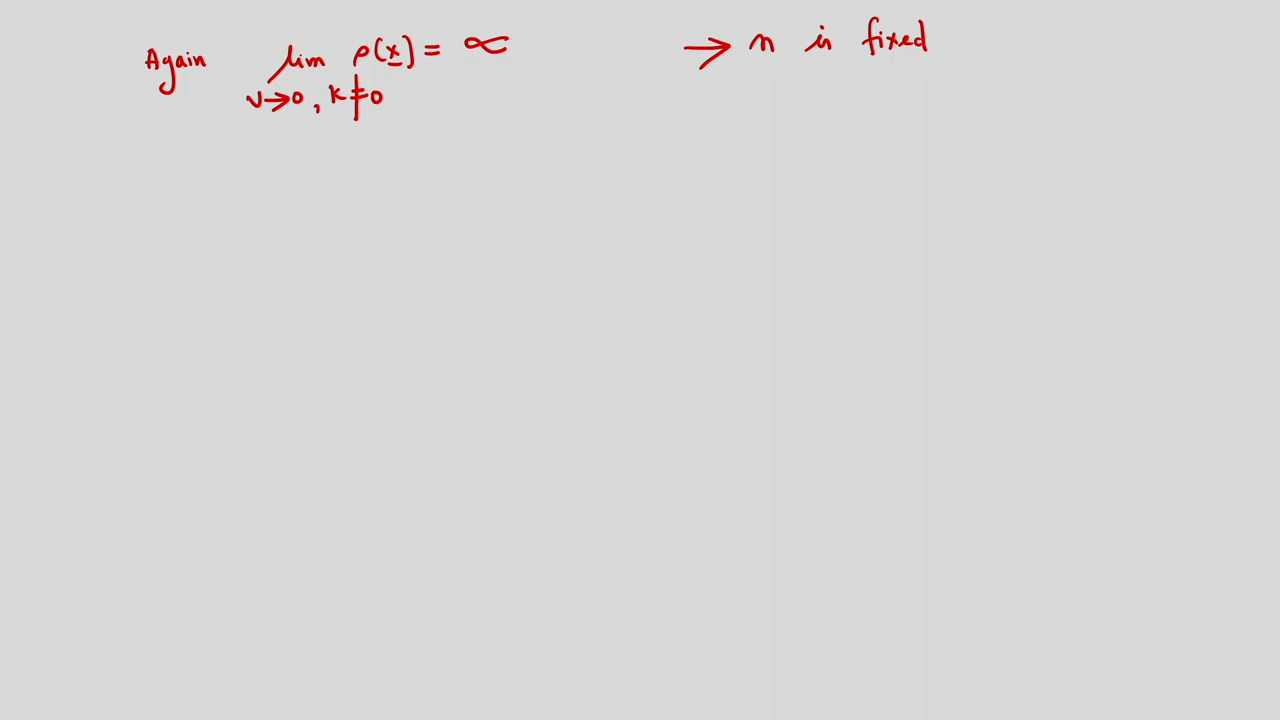 Again lim ρ(x) = ∞ → n is fixed
v→0, k≠0